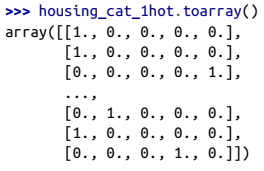 >>> housing_cat_1hot.toarray()
array([[1., 0., 0., 0., 0.],
       [1., 0., 0., 0., 0.],
       [0., 0., 0., 0., 1.],
       ...,
       [0., 1., 0., 0., 0.],
       [1., 0., 0., 0., 0.],
       [0., 0., 0., 1., 0.]])